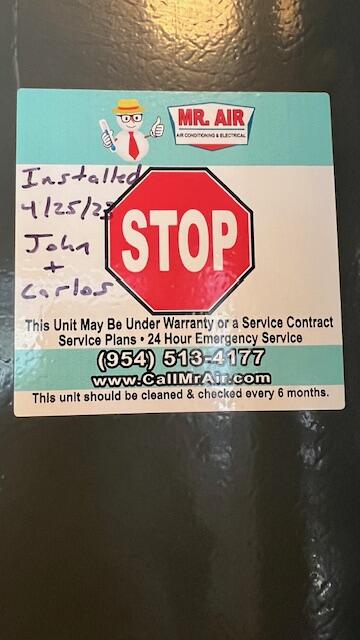 MR. AIR
AIR CONDITIONING & ELECTRICAL
Installed
4/25/23
John
+
Carlos
STOP
This Unit May Be Under Warranty or a Service Contract
Service Plans • 24 Hour Emergency Service
(954) 513-4177
www.CallMrAir.com
This unit should be cleaned & checked every 6 months.